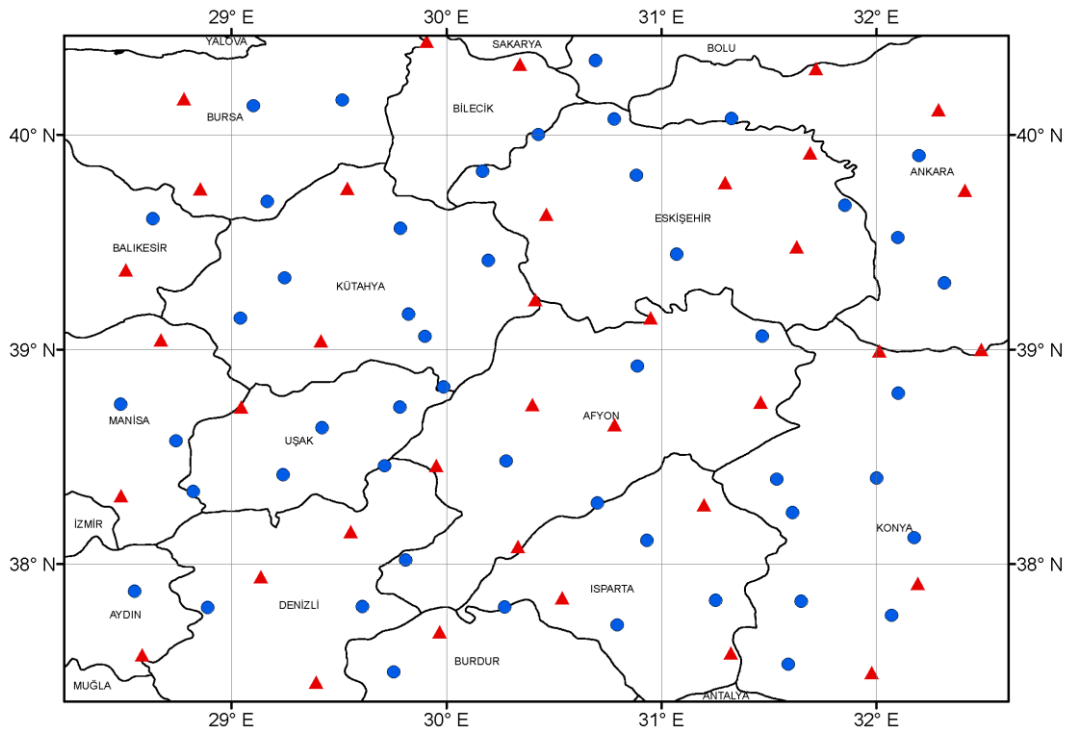 29° E 30° E 31° E 32° E
YALOVA
SAKARYA
BOLU
BİLECİK
BURSA
40° N
40° N
ANKARA
ESKİŞEHİR
BALIKESİR
KÜTAHYA
39° N
39° N
AFYON
MANİSA
UŞAK
İZMİR
KONYA
38° N
38° N
ISPARTA
DENİZLİ
AYDIN
BURDUR
MUĞLA
ANTALYA
29° E 30° E 31° E 32° E